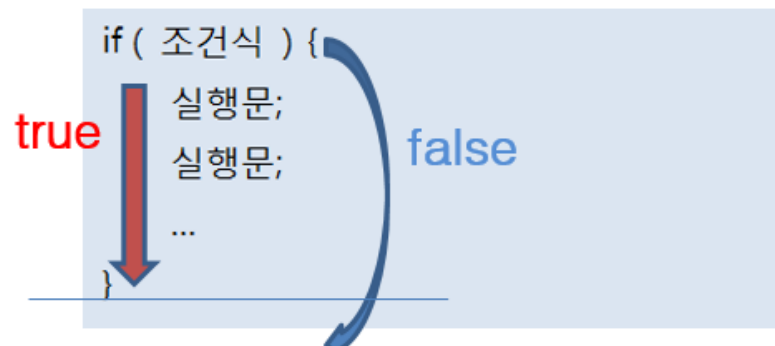 if ( 조건식 ) {
실행문;
true
실행문;
false
...
}